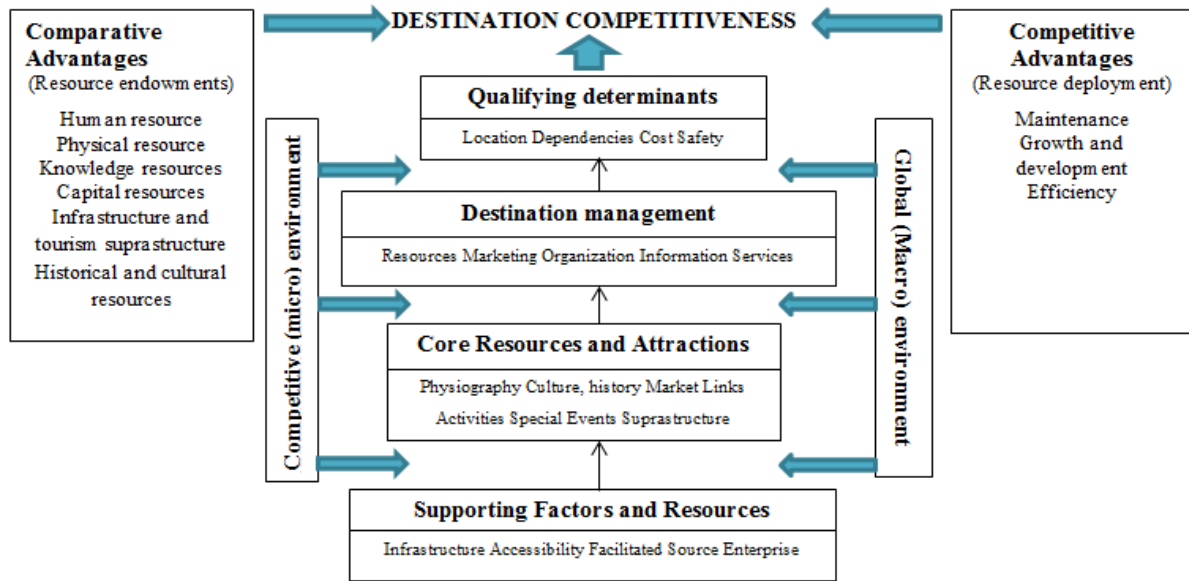 DESTINATION COMPETITIVENESS
Comparative
Advantages
(Resource endowments)
Human resource
Physical resource
Knowledge resources
Capital resources
Infrastructure and
tourism suprastructure
Historical and cultural
resources
Competitive (micro) environment
Qualifying determinants
Location Dependencies Cost Safety
Destination management
Resources Marketing Organization Information Services
Core Resources and Attractions
Physiography Culture, history Market Links
Activities Special Events Suprastructure
Supporting Factors and Resources
Infrastructure Accessibility Facilitated Source Enterprise
Global (Macro) environment
Competitive
Advantages
(Resource deployment)
Maintenance
Growth and
development
Efficiency